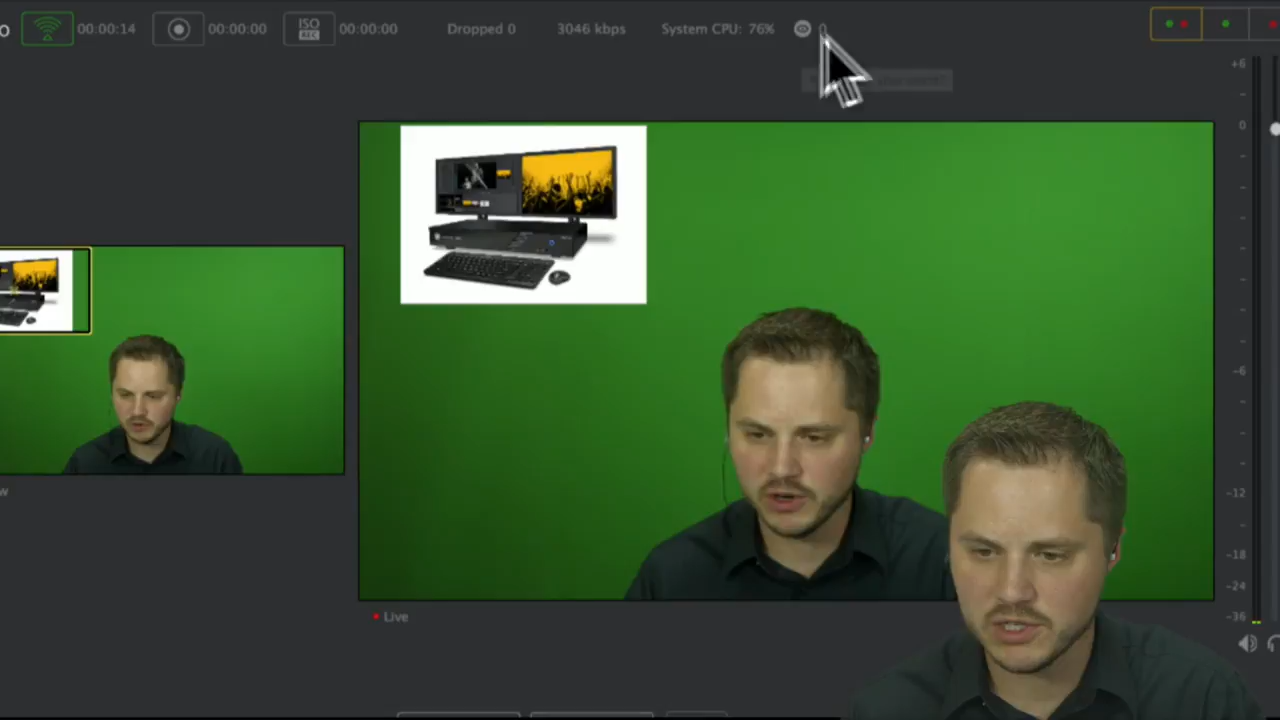 00:00:14 00:00:00 ISO REC 00:00:00 Dropped 0 3046 kbps System CPU: 76% 0
+6
0
-6
-12
-18
-24
-36
w
Live